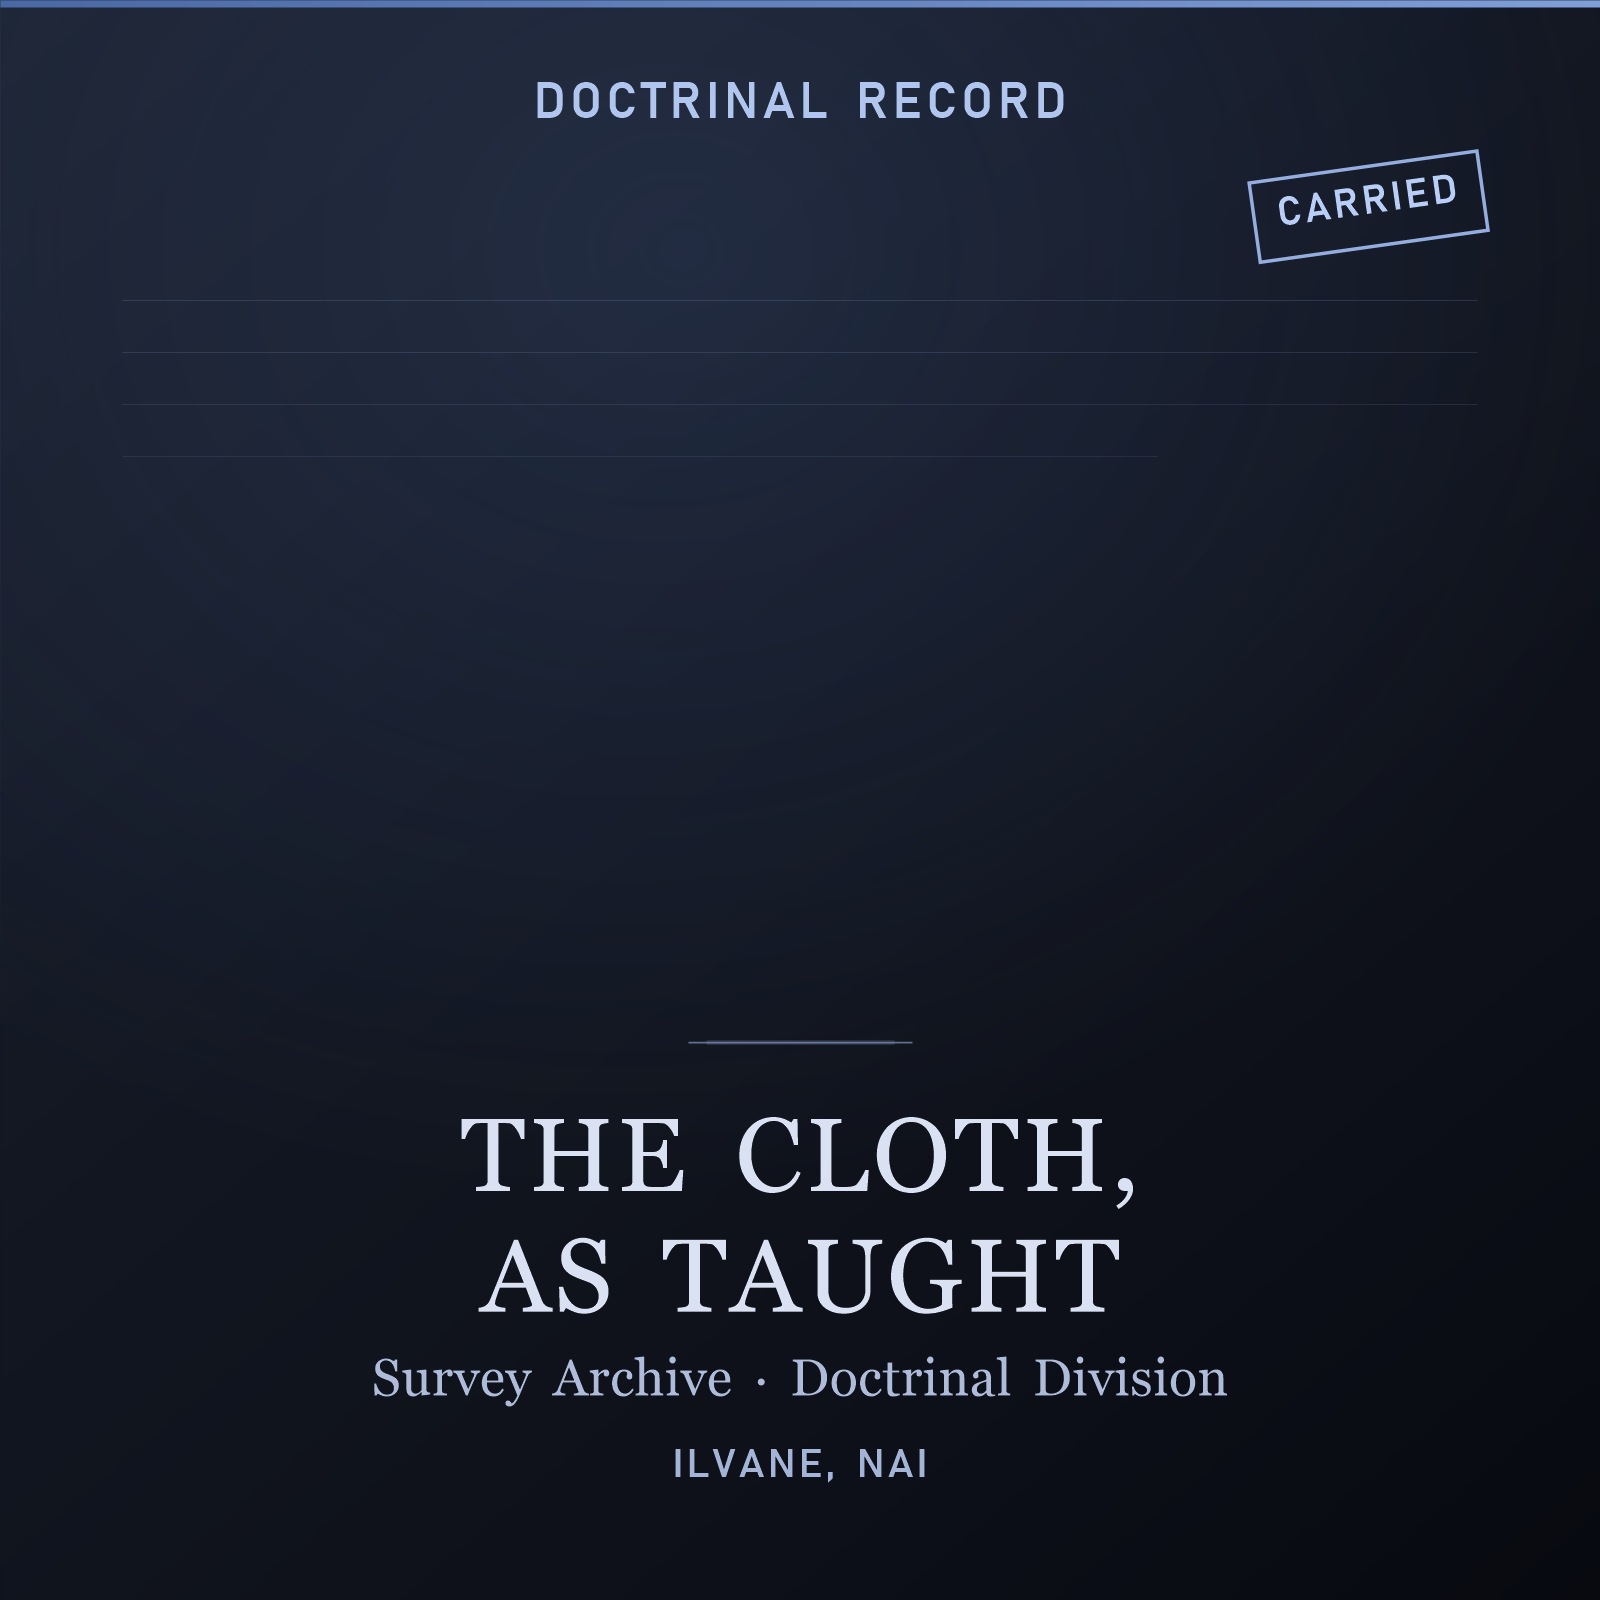 DOCTRINAL RECORD
CARRIED
THE CLOTH,
AS TAUGHT
Survey Archive · Doctrinal Division
ILVANE, NAI